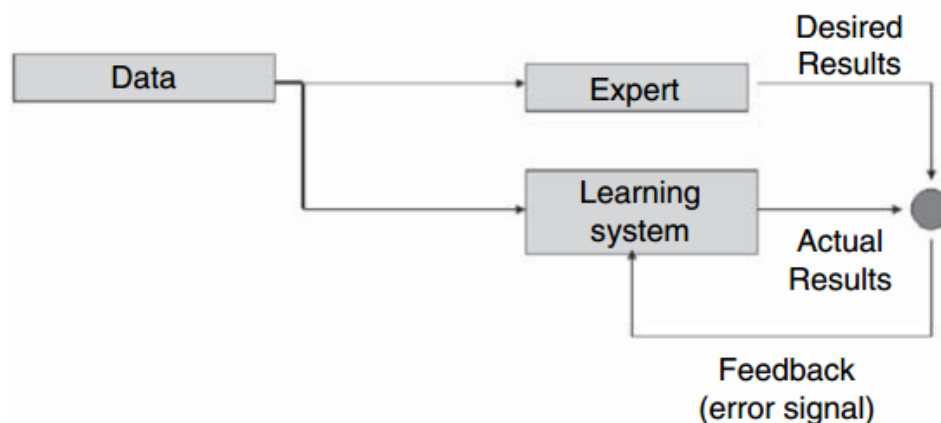 Desired
Results
Data
Expert
Learning
system
Actual
Results
Feedback
(error signal)